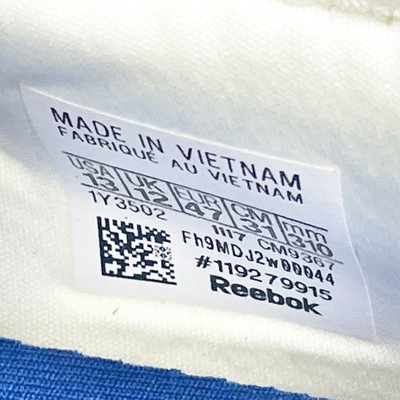 MADE IN VIETNAM
FABRIQUÉ AU VIETNAM
USA UK EUR CM mm
13 12 47 31 310
1Y3502 1117 CM9367
Fh9MDJ2w00044
#119279915
Reebok